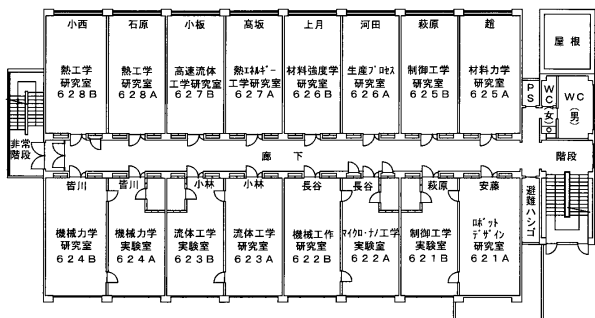 小西
熱工学
研究室
628B
石原
熱工学
研究室
628A
小板
高速流体
工学研究室
627B
高坂
熱エネルギー
工学研究室
627A
上月
材料強度学
研究室
626B
河田
生産プロセス
研究室
626A
萩原
制御工学
研究室
625B
趙
材料力学
研究室
625A
屋根
PS
WC
(女)
WC
(男)
非常
階段
廊下
階段
避難ハシゴ
皆川
機械力学
研究室
624B
皆川
機械力学
実験室
624A
小林
流体工学
実験室
623B
小林
流体工学
研究室
623A
長谷
機械工作
研究室
622B
長谷
マイクロ・ナノ工学
実験室
622A
萩原
制御工学
実験室
621B
安藤
ロボット
デザイン
研究室
621A